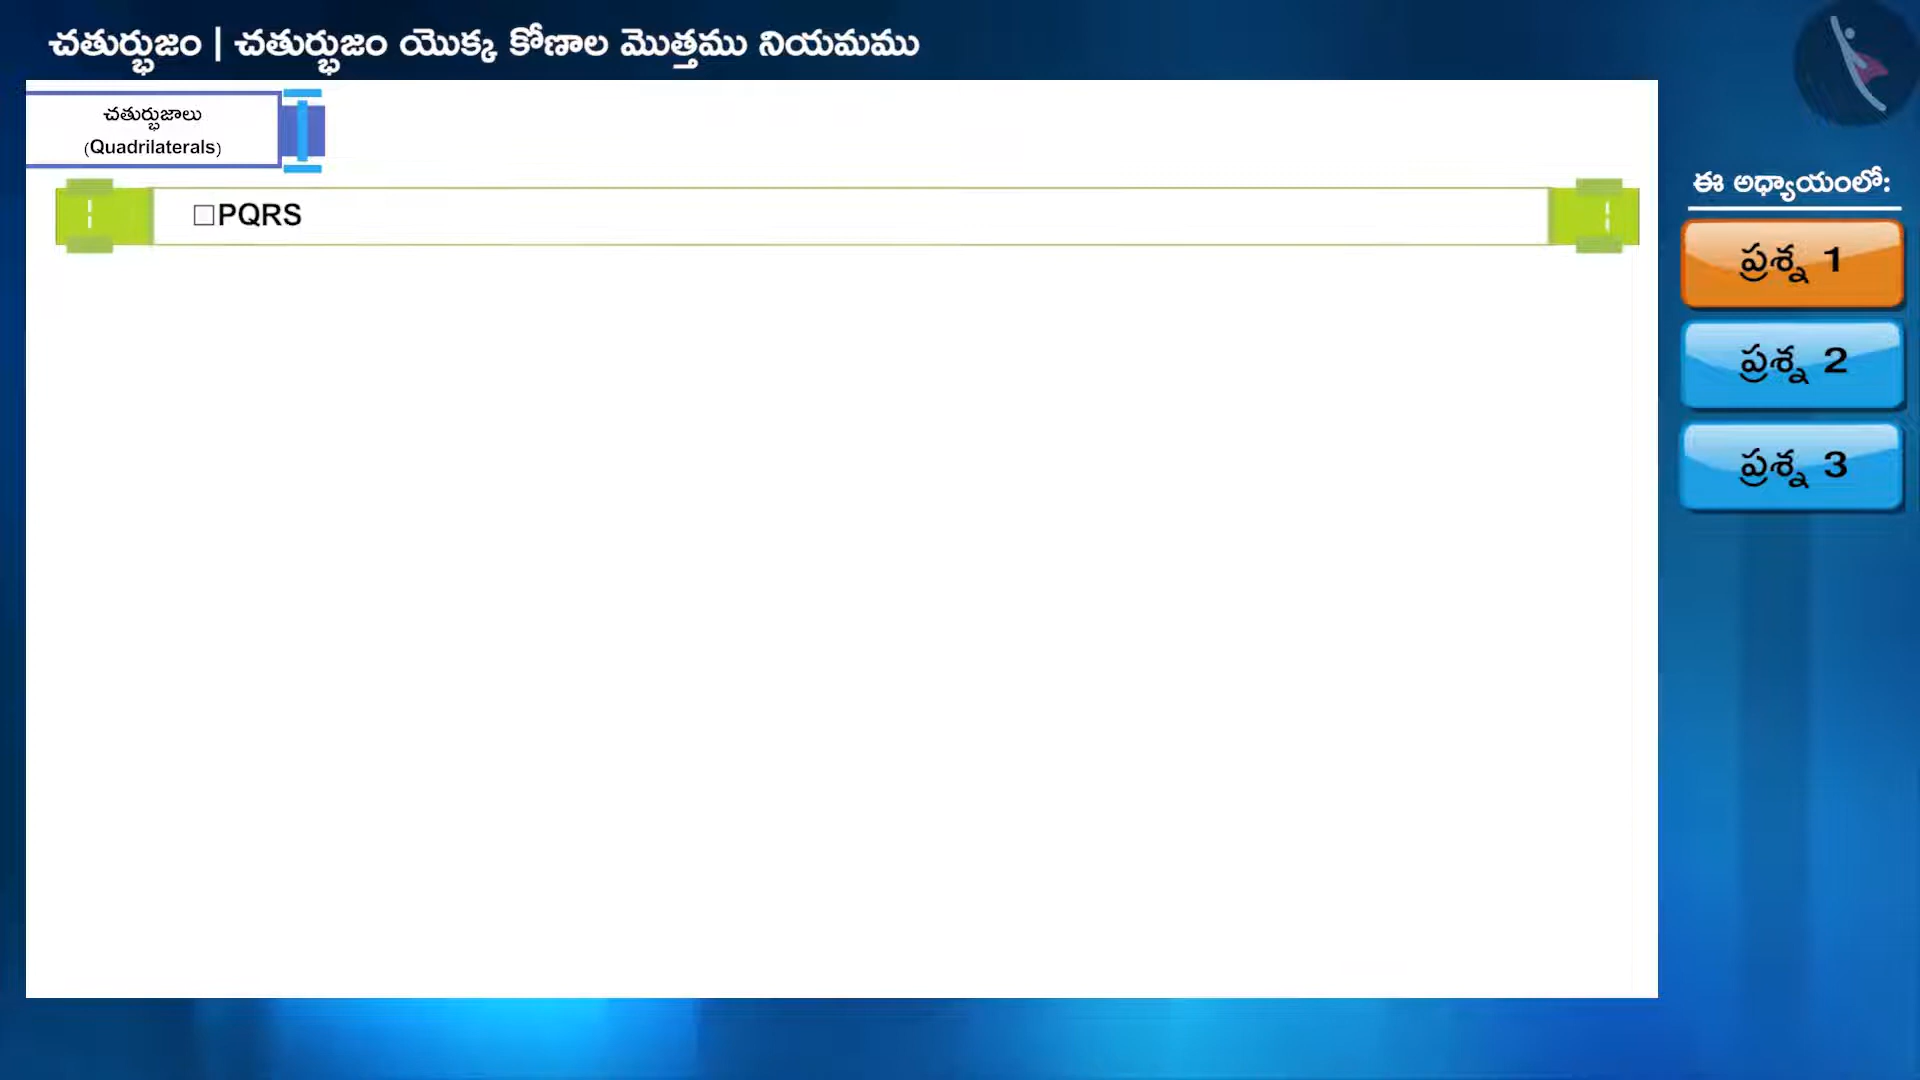 చతుర్భుజం | చతుర్భుజం యొక్క కోణాల మొత్తము నియమము
చతుర్భుజాలు
(Quadrilaterals)
□PQRS
ఈ అధ్యాయంలో:
ప్రశ్న 1
ప్రశ్న 2
ప్రశ్న 3